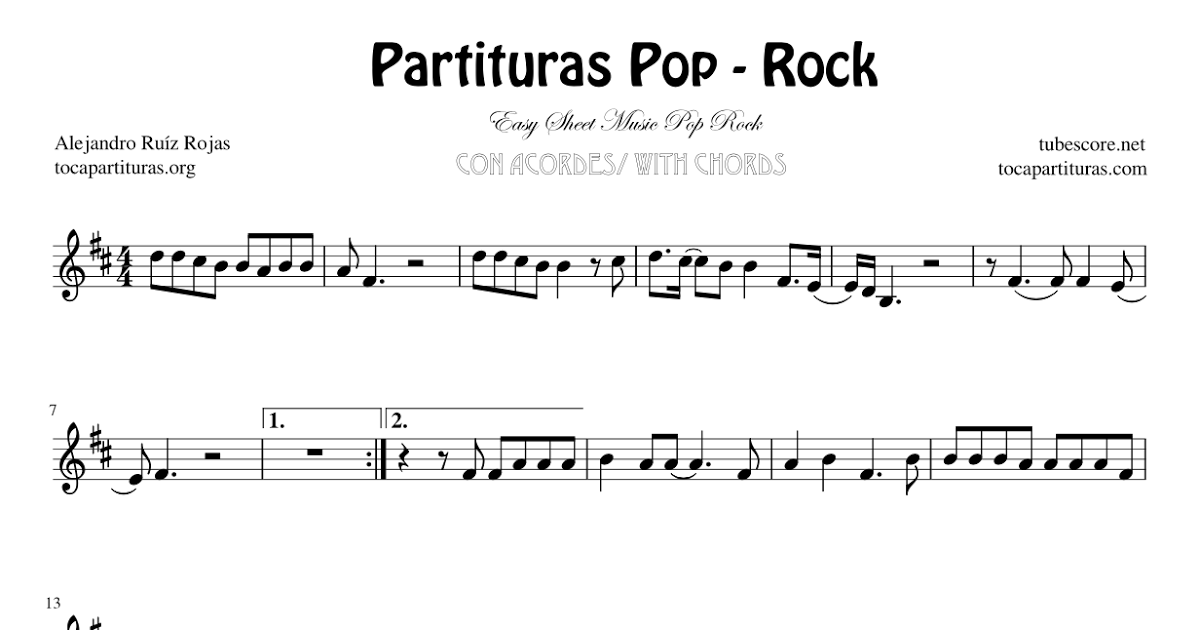 Partituras Pop - Rock
Easy Sheet Music Pop Rock
Alejandro Ruíz Rojas
tubescore.net
CON ACORDES/ WITH CHORDS
tocapartituras.org
tocapartituras.com
4
4
7
1.
2.
13